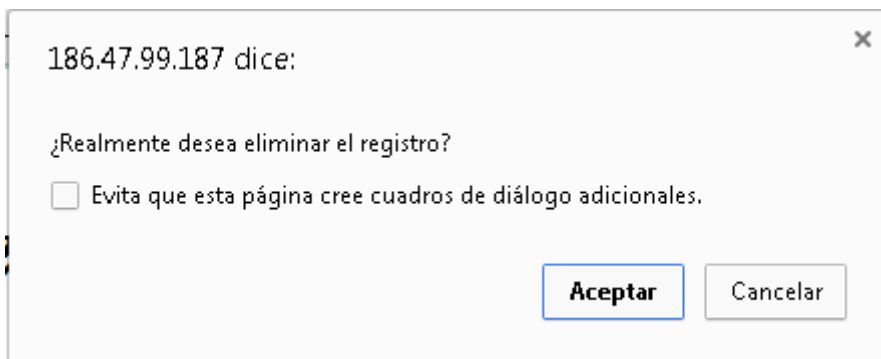 186.47.99.187 dice:
¿Realmente desea eliminar el registro?
Evita que esta página cree cuadros de diálogo adicionales.
Aceptar Cancelar